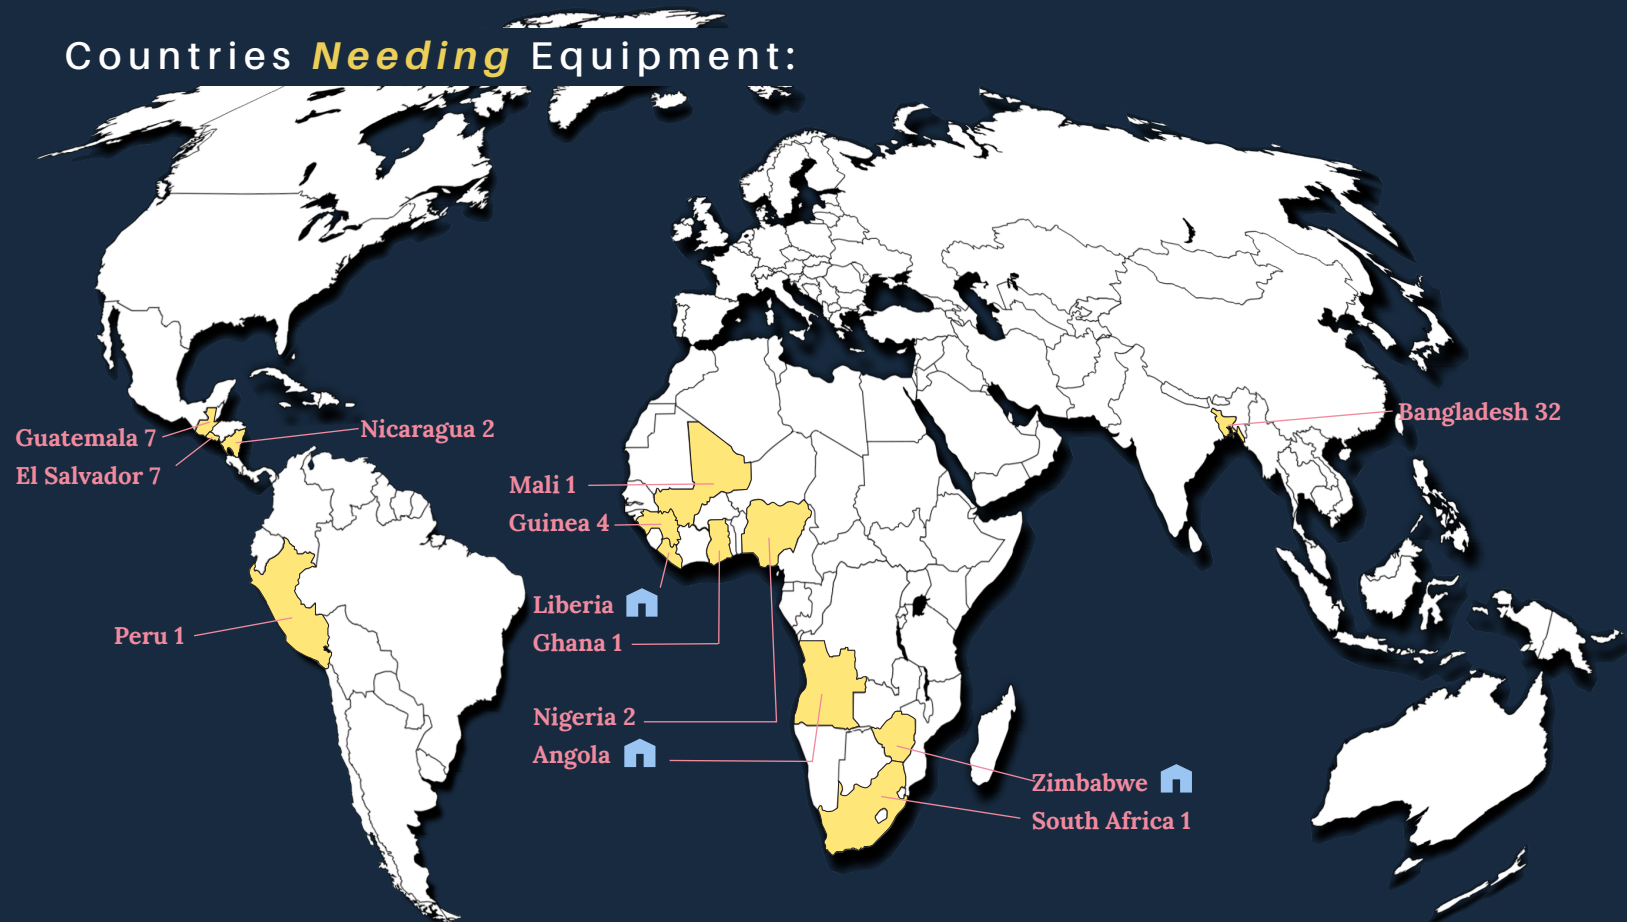 Countries Needing Equipment:
Guatemala 7
El Salvador 7
Nicaragua 2
Peru 1
Mali 1
Guinea 4
Liberia
Ghana 1
Nigeria 2
Angola
Zimbabwe
South Africa 1
Bangladesh 32